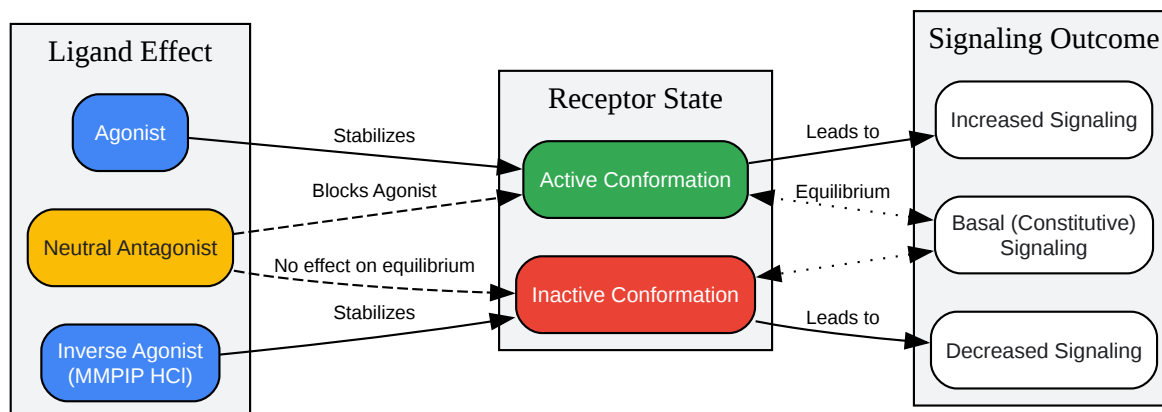 Ligand Effect
Agonist
Neutral Antagonist
Inverse Agonist
(MMPIP HCl)
Stabilizes
Blocks Agonist
No effect on equilibrium
Stabilizes
Receptor State
Active Conformation
Inactive Conformation
Leads to
Equilibrium
Leads to
Signaling Outcome
Increased Signaling
Basal (Constitutive)
Signaling
Decreased Signaling